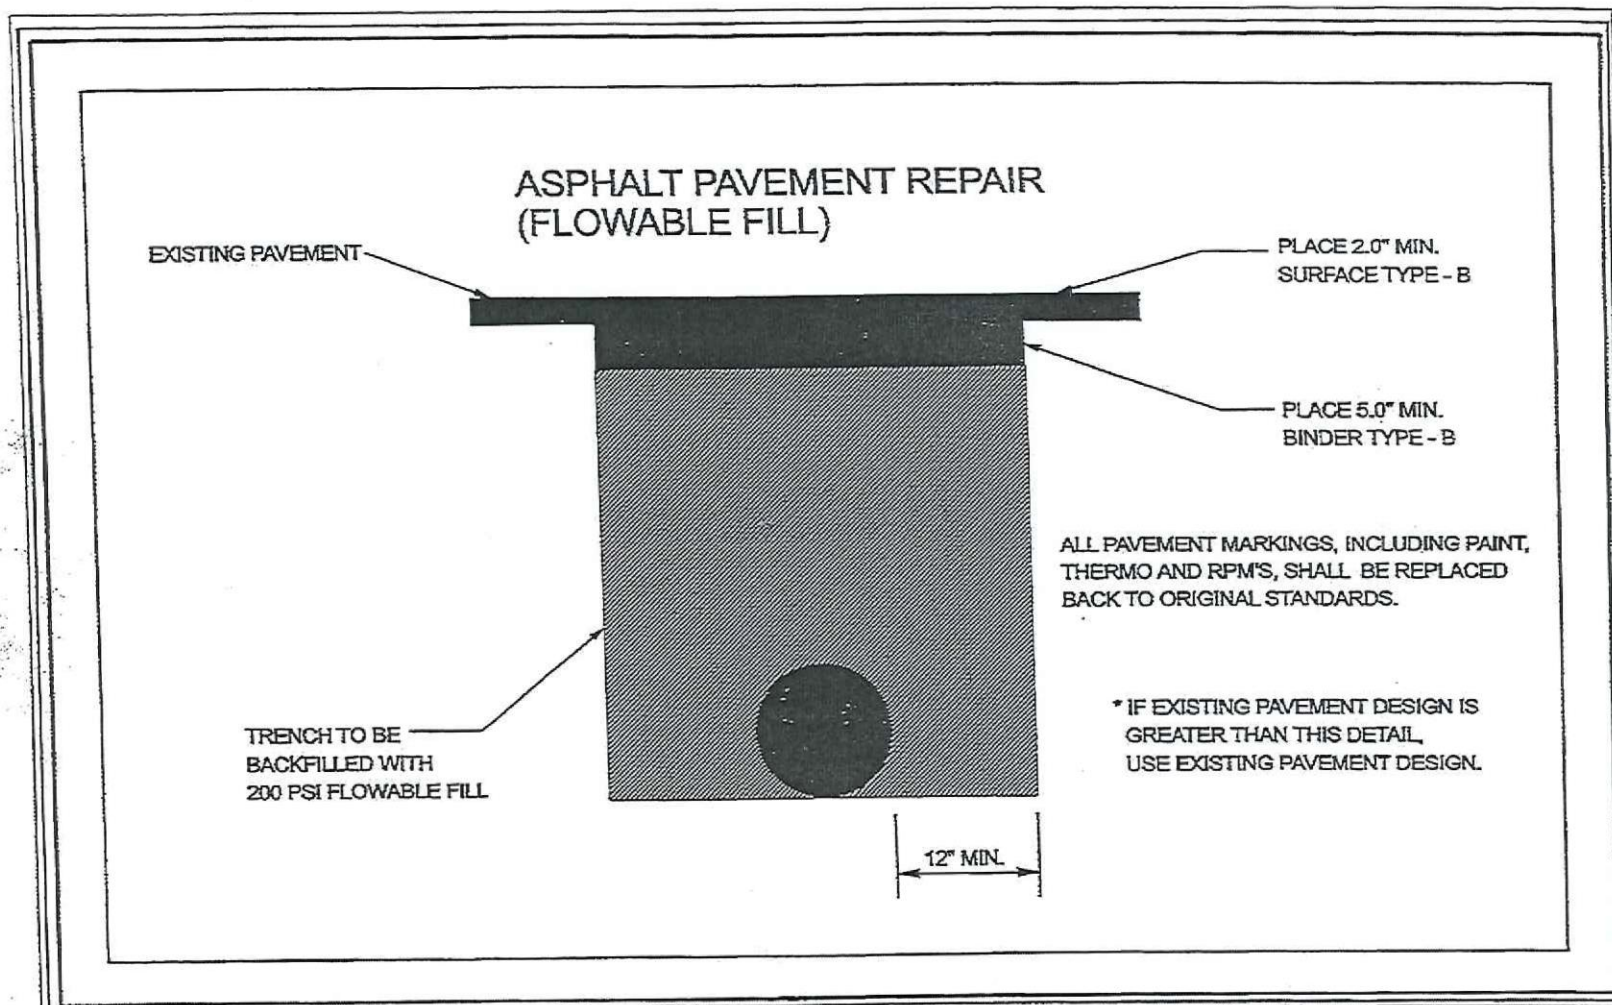 ASPHALT PAVEMENT REPAIR
(FLOWABLE FILL)
EXISTING PAVEMENT
PLACE 2.0" MIN.
SURFACE TYPE - B
PLACE 5.0" MIN.
BINDER TYPE - B
ALL PAVEMENT MARKINGS, INCLUDING PAINT,
THERMO AND RPM'S, SHALL BE REPLACED
BACK TO ORIGINAL STANDARDS.
TRENCH TO BE
BACKFILLED WITH
200 PSI FLOWABLE FILL
* IF EXISTING PAVEMENT DESIGN IS
GREATER THAN THIS DETAIL,
USE EXISTING PAVEMENT DESIGN.
12" MIN.